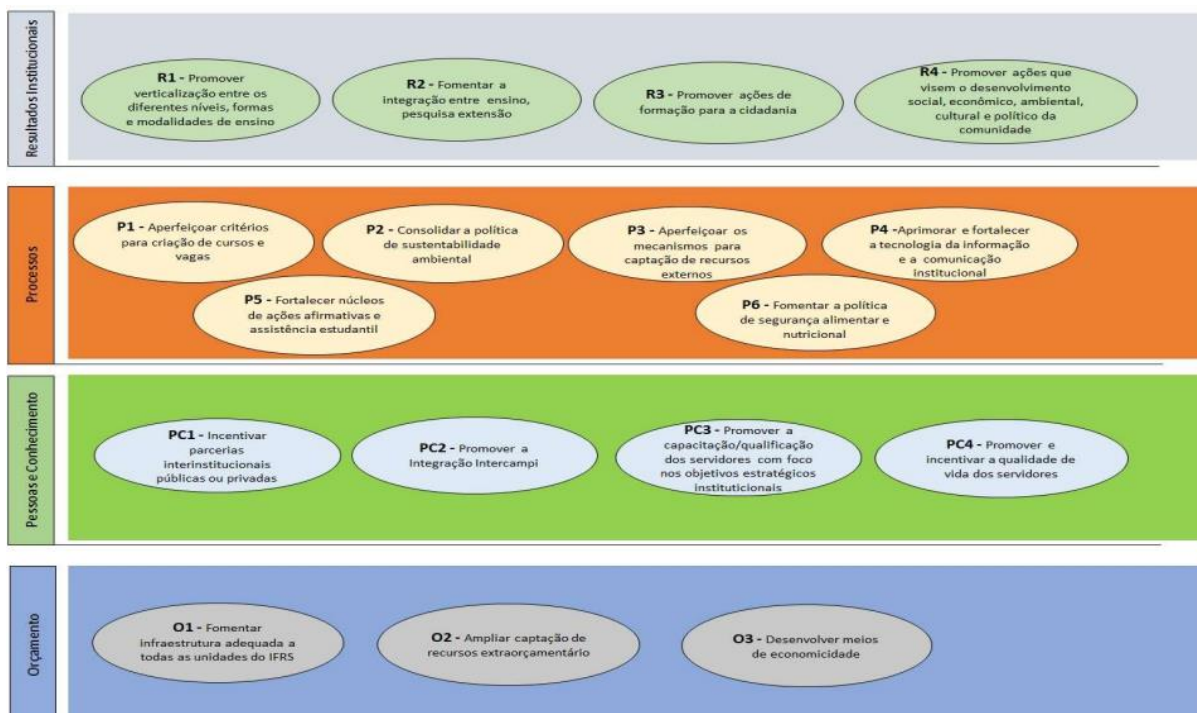 Resultados Institucionais
R1 - Promover
verticalização entre os
diferentes níveis, formas
e modalidades de ensino
R2 - Fomentar a
integração entre ensino,
pesquisa extensão
R3 - Promover ações de
formação para a cidadania
R4 - Promover ações que
visem o desenvolvimento
social, econômico, ambiental,
cultural e político da
comunidade
Processos
P1 - Aperfeiçoar critérios
para criação de cursos e
vagas
P2 - Consolidar a política
de sustentabilidade
ambiental
P3 - Aperfeiçoar os
mecanismos para
captação de recursos
externos
P4 -Aprimorar e fortalecer
a tecnologia da informação
e a comunicação
institucional
P5 - Fortalecer núcleos
de ações afirmativas e
assistência estudantil
P6 - Fomentar a política
de segurança alimentar e
nutricional
Pessoas e Conhecimento
PC1 - Incentivar
parcerias
interinstitucionais
públicas ou privadas
PC2 - Promover a
Integração Intercampi
PC3 - Promover a
capacitação/qualificação
dos servidores com foco
nos objetivos estratégicos
instituticionais
PC4 - Promover e
incentivar a qualidade de
vida dos servidores
Orçamento
O1 - Fomentar
infraestrutura adequada a
todas as unidades do IFRS
O2 - Ampliar captação de
recursos extraorçamentário
O3 - Desenvolver meios
de economicidade